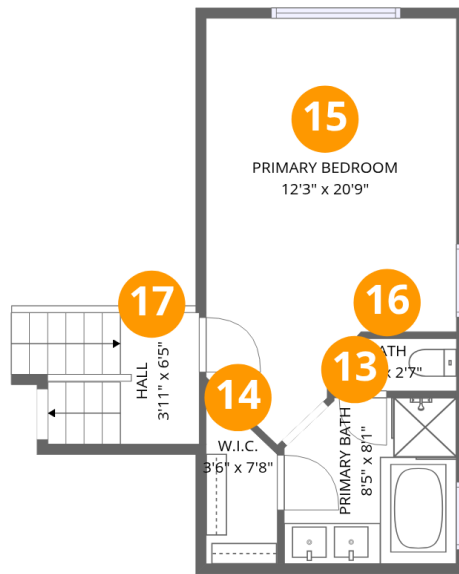 15
PRIMARY BEDROOM
12'3" x 20'9"
16
17
13
ATH
x 2'7"
HALL
3'11" x 6'5"
14
W.I.C.
3'6" x 7'8"
PRIMARY BATH
8'5" x 8'1"